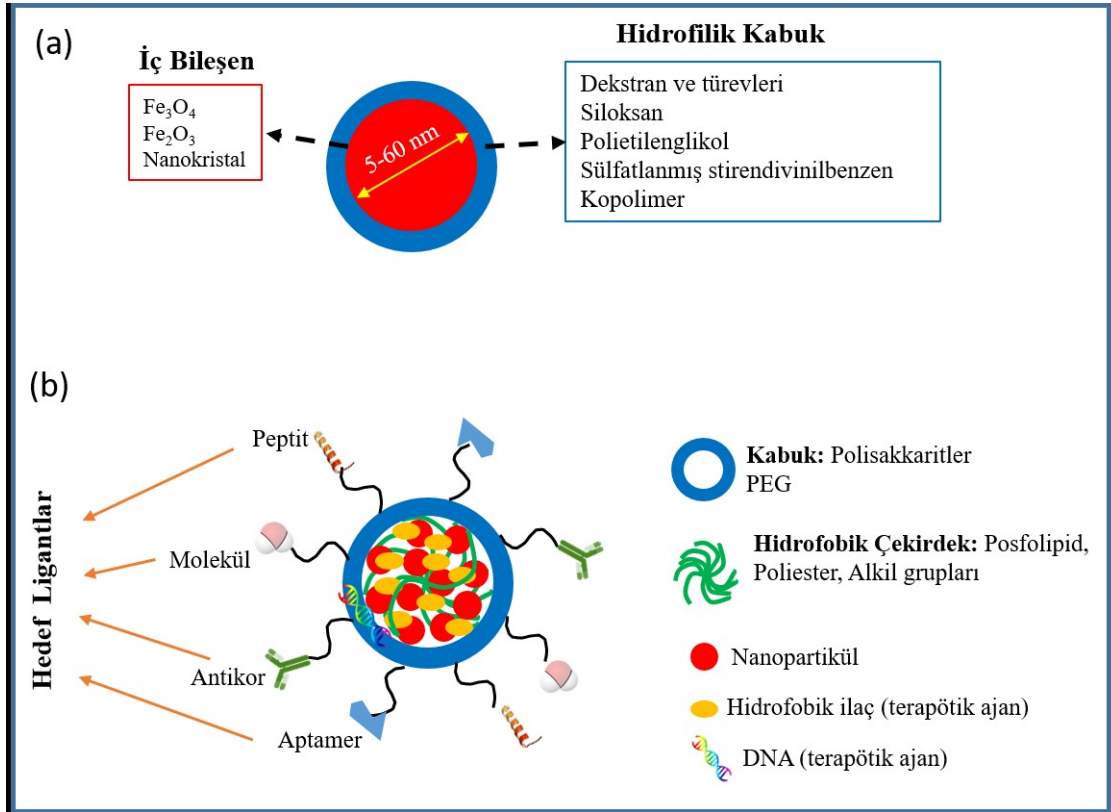 (a)
İç Bileşen
Fe₃O₄
Fe₂O₃
Nanokristal
5-60 nm
Hidrofilik Kabuk
Dekstran ve türevleri
Siloksan
Polietilenglikol
Sülfatlanmış stirendivinilbenzen
Kopolimer
(b)
Hedef Ligantlar
Peptit
Molekül
Antikor
Aptamer
Kabuk: Polisakkaritler
PEG
Hidrofobik Çekirdek: Posfolipid,
Poliester, Alkil grupları
Nanopartikül
Hidrofobik ilaç (terapötik ajan)
DNA (terapötik ajan)